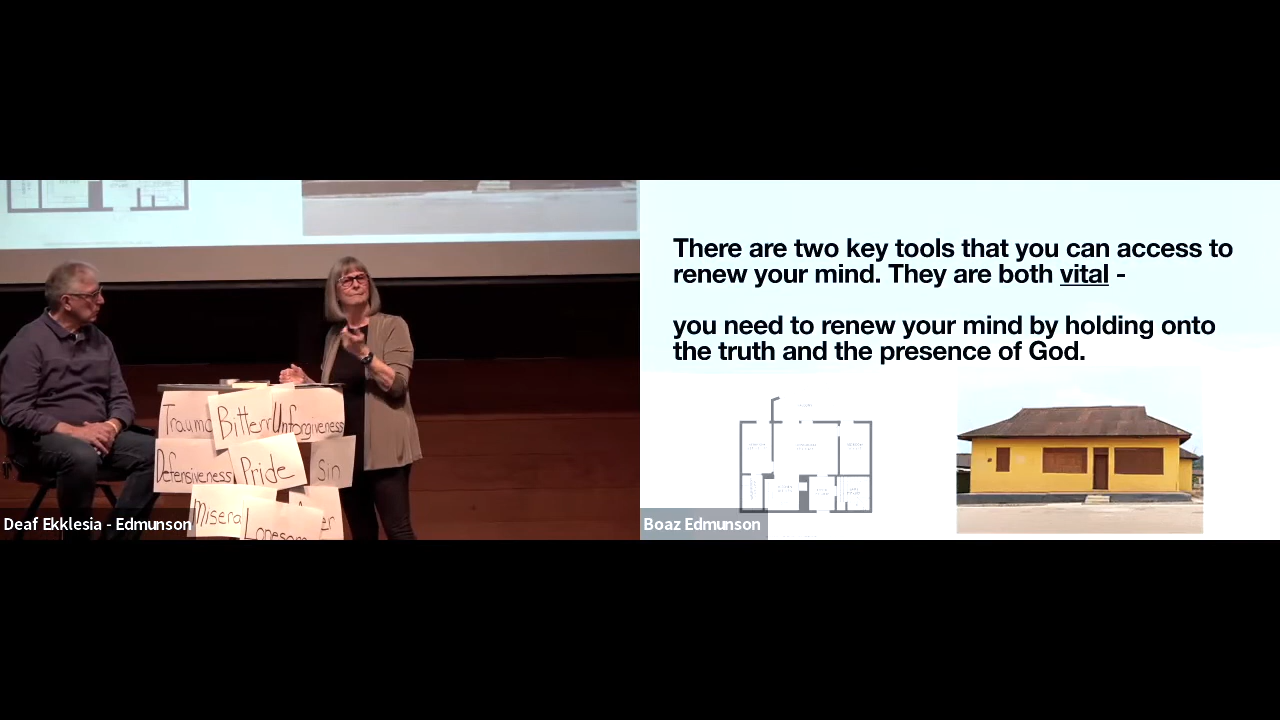 Trauma
Unforgiveness
Defensiveness
Pride
Sin
Deaf Ekklesia - Edmunson
There are two key tools that you can access to
renew your mind. They are both vital -
you need to renew your mind by holding onto
the truth and the presence of God.
Boaz Edmunson